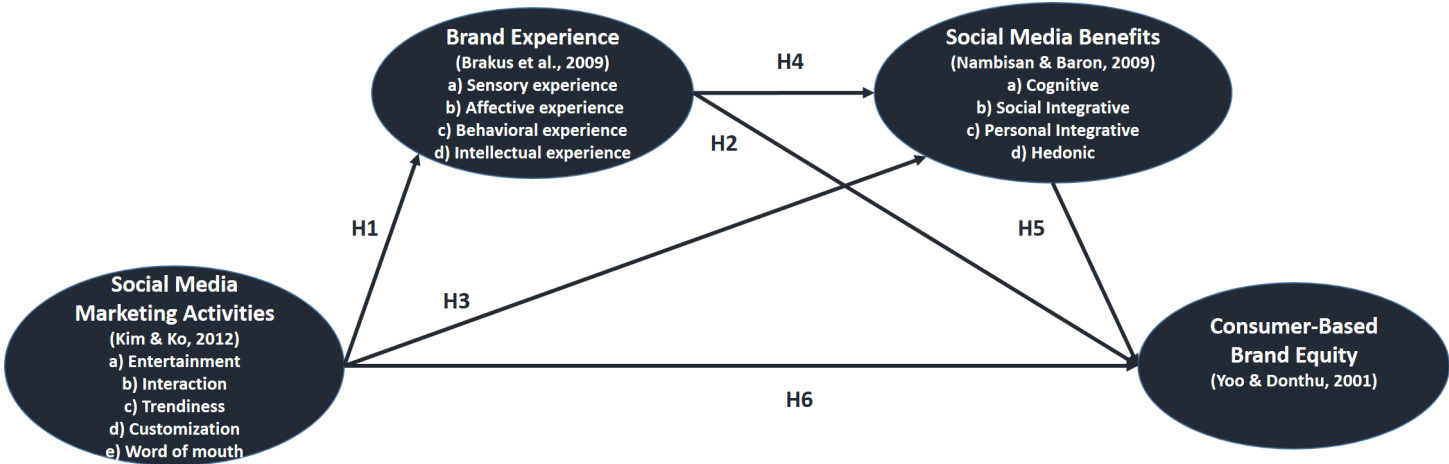 Brand Experience
(Brakus et al., 2009)
a) Sensory experience
b) Affective experience
c) Behavioral experience
d) Intellectual experience
H4
Social Media Benefits
(Nambisan & Baron, 2009)
a) Cognitive
b) Social Integrative
c) Personal Integrative
d) Hedonic
H2
H1
H5
H3
Social Media
Marketing Activities
(Kim & Ko, 2012)
a) Entertainment
b) Interaction
c) Trendiness
d) Customization
e) Word of mouth
H6
Consumer-Based
Brand Equity
(Yoo & Donthu, 2001)